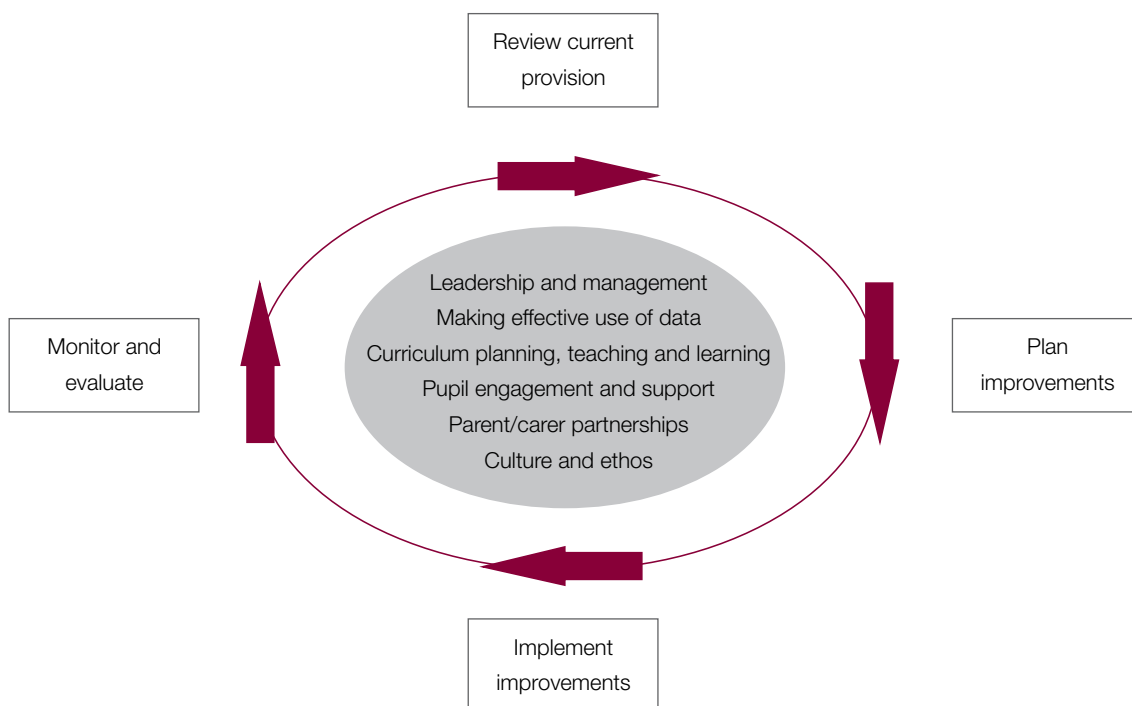 Review current
provision
Leadership and management
Making effective use of data
Curriculum planning, teaching and learning
Pupil engagement and support
Parent/carer partnerships
Culture and ethos
Monitor and
evaluate
Plan
improvements
Implement
improvements